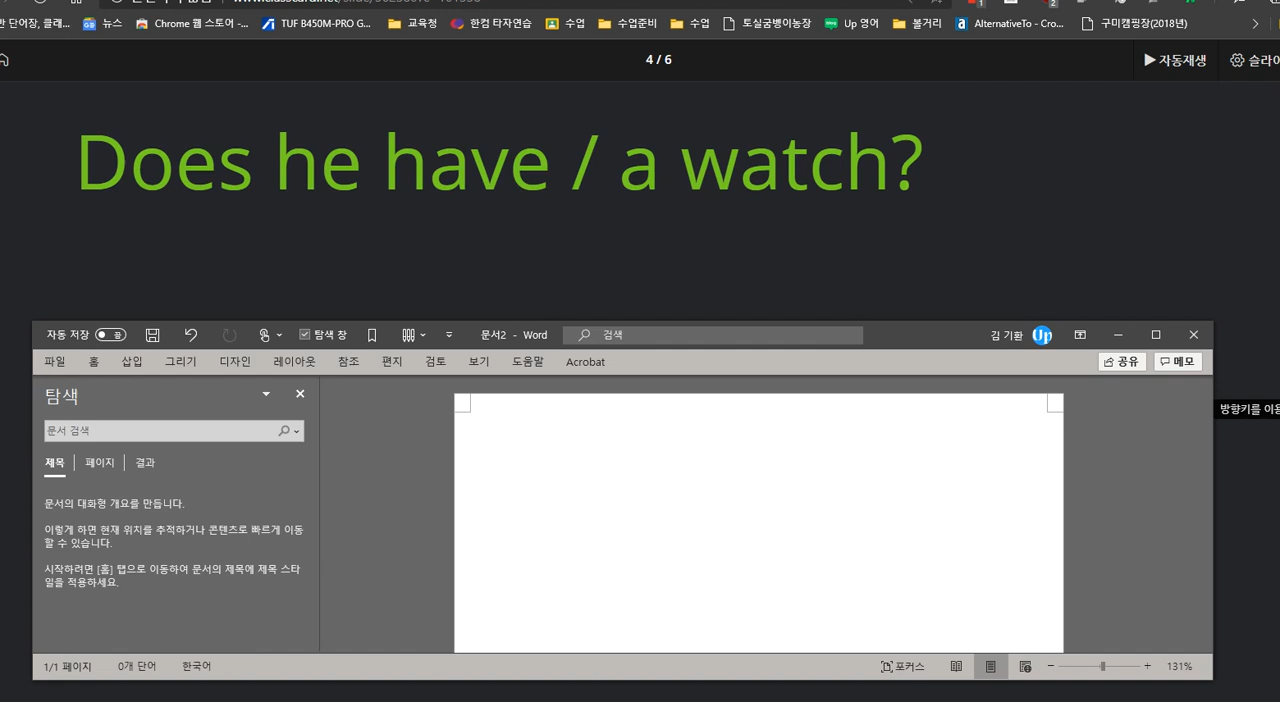 단어장, 클래... 뉴스 Chrome 웹 스토어 -... TUF B450M-PRO G... 교육청 한컴 타자연습 수업 수업준비 수업 토실굼벵이농장 Up 영어 볼거리 AlternativeTo - Cro... 구미캠핑장(2018년)
4 / 6
자동재생
Does he have / a watch?
자동 저장 끔 탐색 창 문서2 - Word 검색 김 기환 Up
파일 홈 삽입 그리기 디자인 레이아웃 참조 편지 검토 보기 도움말 Acrobat 공유 메모
탐색
방향키를
문서 검색
제목 페이지 결과
문서의 대화형 개요를 만듭니다.
이렇게 하면 현재 위치를 추적하거나 콘텐츠로 빠르게 이동
할 수 있습니다.
시작하려면 [홈] 탭으로 이동하여 문서의 제목에 제목 스타
일을 적용하세요.
1/1 페이지 0개 단어 한국어 포커스 131%